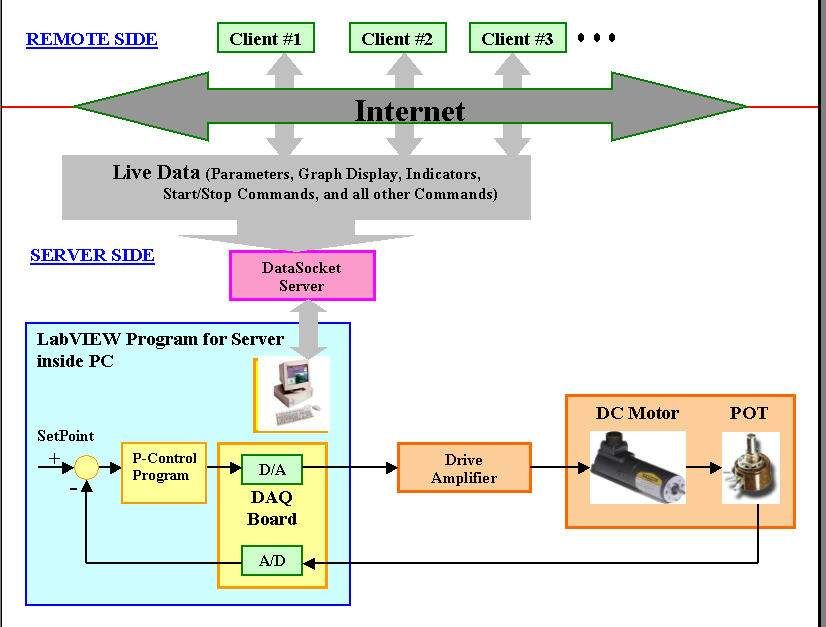 REMOTE SIDE
Client #1
Client #2
Client #3
• • •
Internet
Live Data (Parameters, Graph Display, Indicators,
Start/Stop Commands, and all other Commands)
SERVER SIDE
DataSocket
Server
LabVIEW Program for Server
inside PC
SetPoint
+
-
P-Control
Program
D/A
DAQ
Board
A/D
Drive
Amplifier
DC Motor
POT